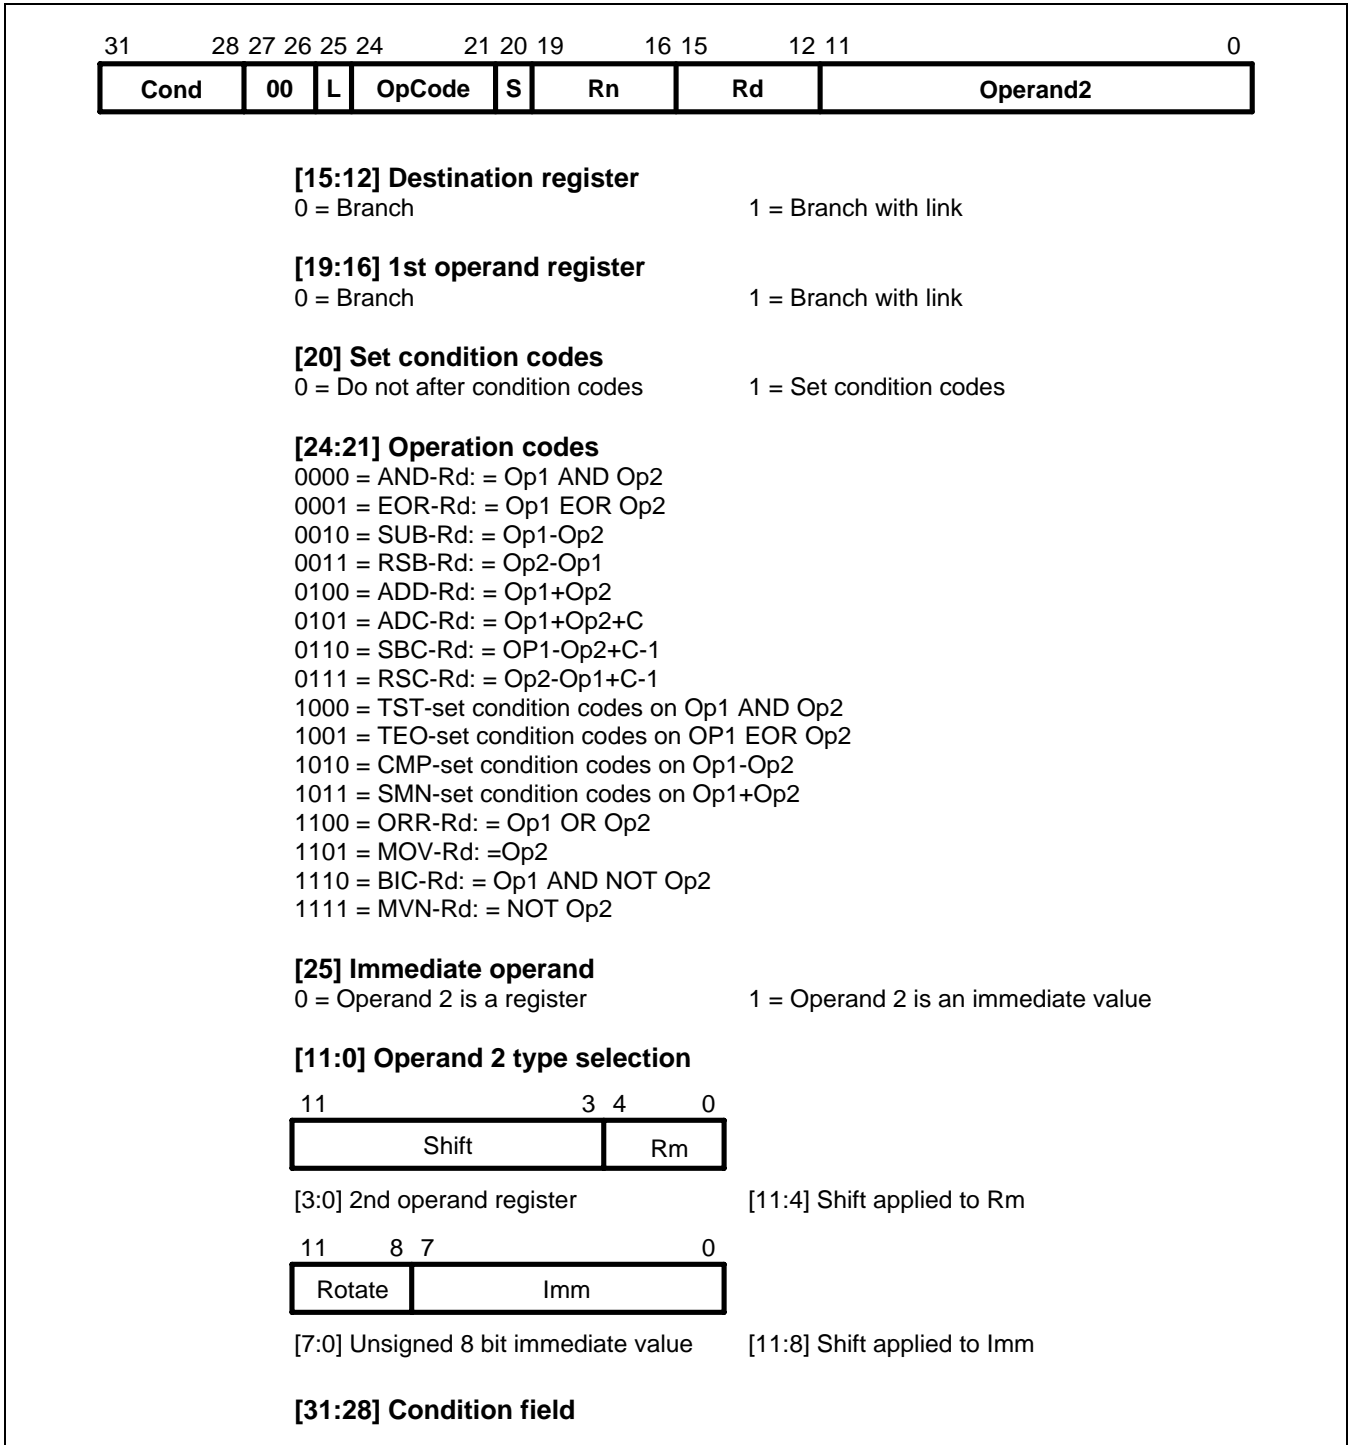 31 28 27 26 25 24 21 20 19 16 15 12 11 0
Cond 00 L OpCode S Rn Rd Operand2
[15:12] Destination register
0 = Branch 1 = Branch with link
[19:16] 1st operand register
0 = Branch 1 = Branch with link
[20] Set condition codes
0 = Do not after condition codes 1 = Set condition codes
[24:21] Operation codes
0000 = AND-Rd: = Op1 AND Op2
0001 = EOR-Rd: = Op1 EOR Op2
0010 = SUB-Rd: = Op1-Op2
0011 = RSB-Rd: = Op2-Op1
0100 = ADD-Rd: = Op1+Op2
0101 = ADC-Rd: = Op1+Op2+C
0110 = SBC-Rd: = OP1-Op2+C-1
0111 = RSC-Rd: = Op2-Op1+C-1
1000 = TST-set condition codes on Op1 AND Op2
1001 = TEO-set condition codes on OP1 EOR Op2
1010 = CMP-set condition codes on Op1-Op2
1011 = SMN-set condition codes on Op1+Op2
1100 = ORR-Rd: = Op1 OR Op2
1101 = MOV-Rd: =Op2
1110 = BIC-Rd: = Op1 AND NOT Op2
1111 = MVN-Rd: = NOT Op2
[25] Immediate operand
0 = Operand 2 is a register 1 = Operand 2 is an immediate value
[11:0] Operand 2 type selection
11 3 4 0
Shift Rm
[3:0] 2nd operand register [11:4] Shift applied to Rm
11 8 7 0
Rotate Imm
[7:0] Unsigned 8 bit immediate value [11:8] Shift applied to Imm
[31:28] Condition field